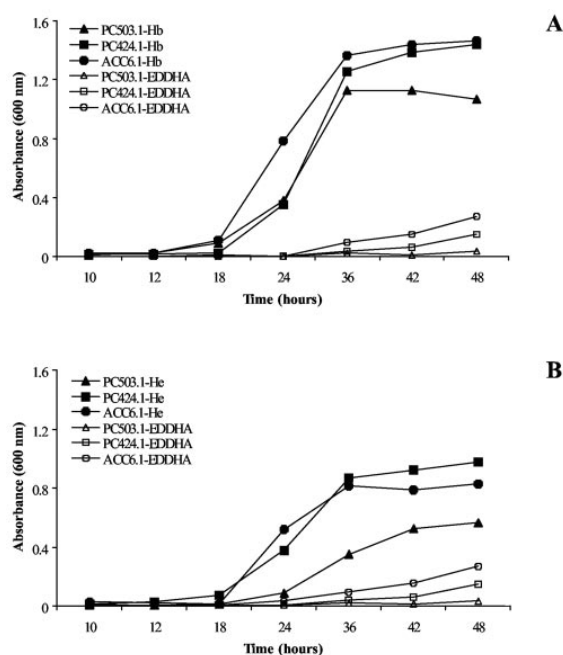 A
PC503.1-Hb
PC424.1-Hb
ACC6.1-Hb
PC503.1-EDDHA
PC424.1-EDDHA
ACC6.1-EDDHA
Absorbance (600 nm)
1.6
1.2
0.8
0.4
0
10 12 18 24 36 42 48
Time (hours)
B
PC503.1-He
PC424.1-He
ACC6.1-He
PC503.1-EDDHA
PC424.1-EDDHA
ACC6.1-EDDHA
Absorbance (600 nm)
1.6
1.2
0.8
0.4
0
10 12 18 24 36 42 48
Time (hours)